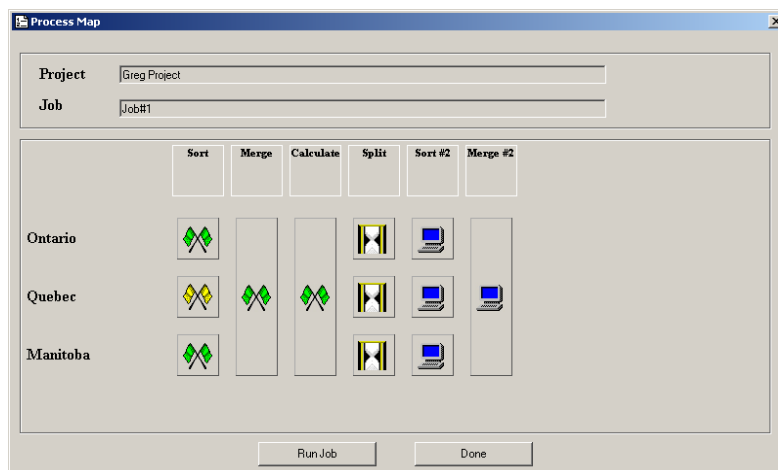 Process Map
Project Greg Project
Job Job#1
Sort Merge Calculate Split Sort #2 Merge #2
Ontario
Quebec
Manitoba
Run Job Done